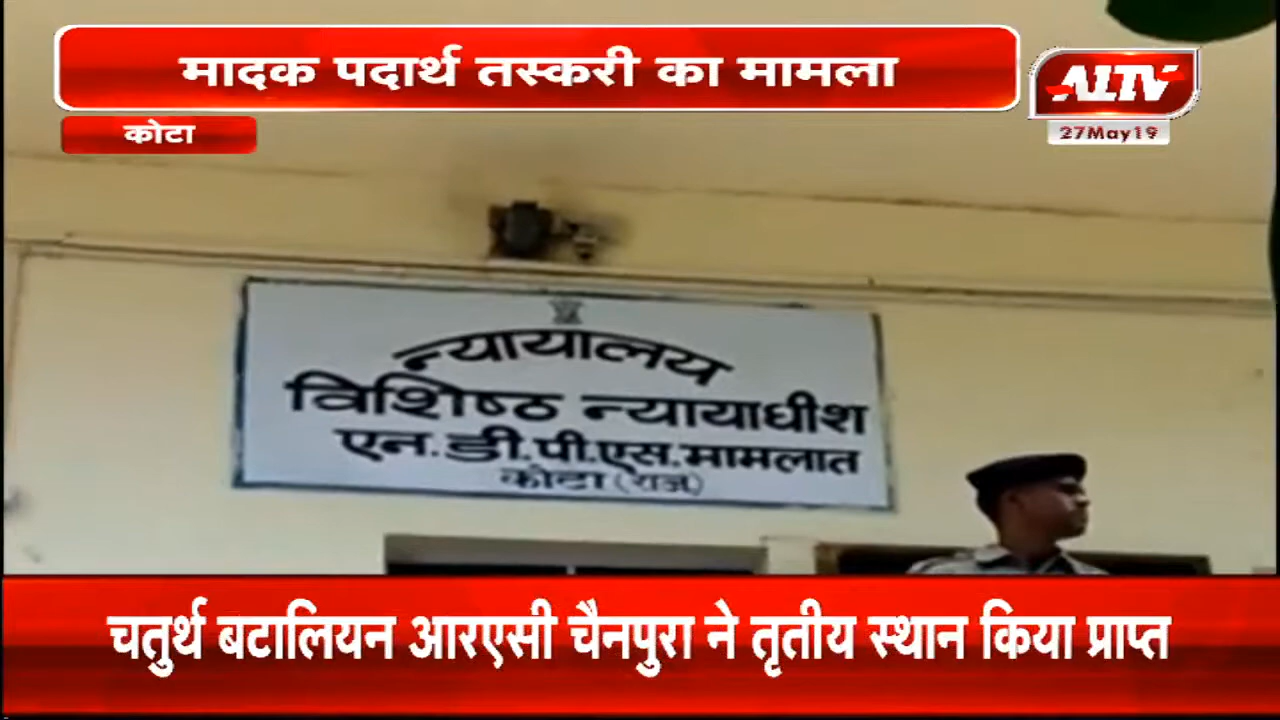 मादक पदार्थ तस्करी का मामला
ALTV
कोटा
27May19
न्यायालय
विशिष्ठ न्यायाधीश
एन.डी.पी.एस.मामलात
कोटा (राज)
चतुर्थ बटालियन आरएसी चैनपुरा ने तृतीय स्थान किया प्राप्त